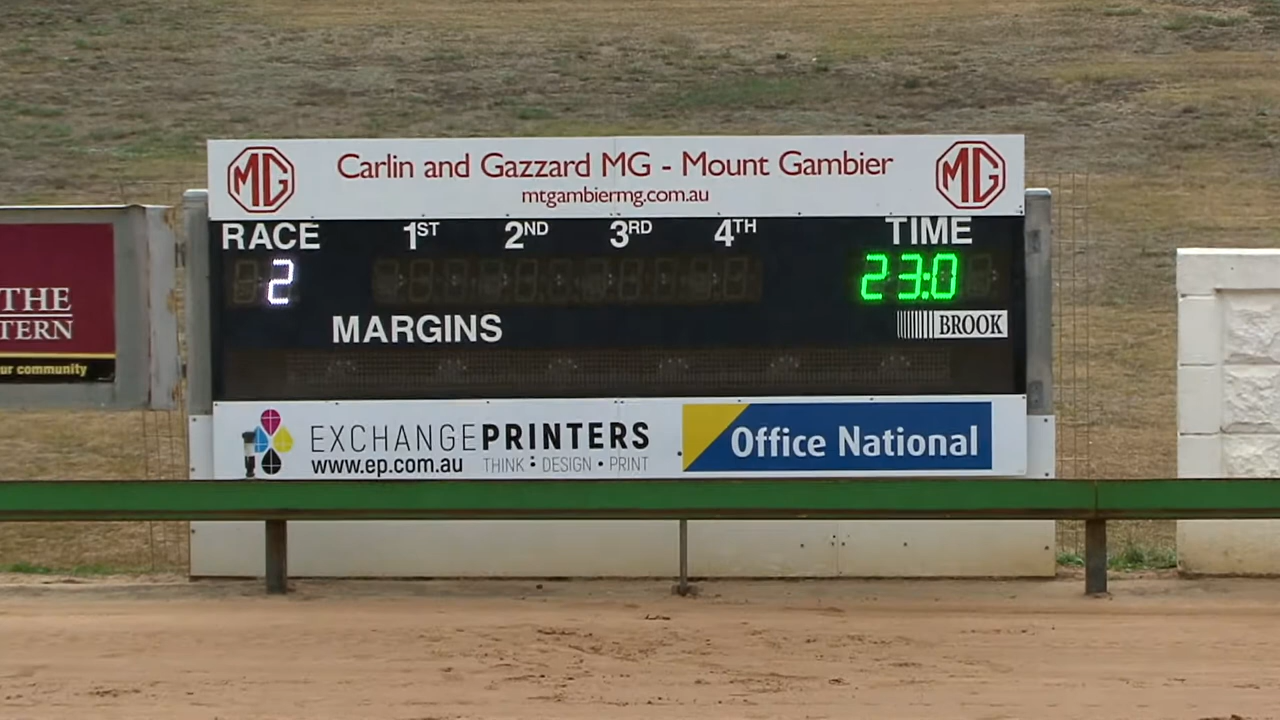 MG Carlin and Gazzard MG - Mount Gambier MG
mtgambiermg.com.au
RACE 1ST 2ND 3RD 4TH TIME
2 23:0
MARGINS BROOK
THE
TERN
ur community
EXCHANGEPRINTERS
www.ep.com.au THINK : DESIGN • PRINT
Office National